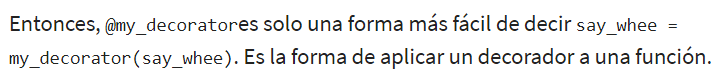 Entonces, @my_decoratores solo una forma más fácil de decir say_whee =
my_decorator(say_whee). Es la forma de aplicar un decorador a una función.